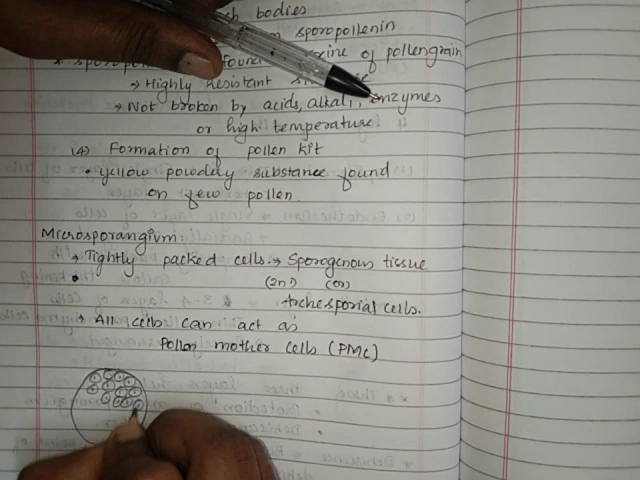 bodies
sporopollenin
found exine of pollengrain
→ Highly Resistant
→ Not broken by acids, alkali, enzymes
or high temperature
(4) Formation of pollen kit
• yellow powdery substance found
on few pollen.
Microsporangium:
→ Tightly packed cells → Sporogenous tissue
(2n) (or)
Archesporial cells.
→ All cells can act as
Pollen mother cells (PMC)